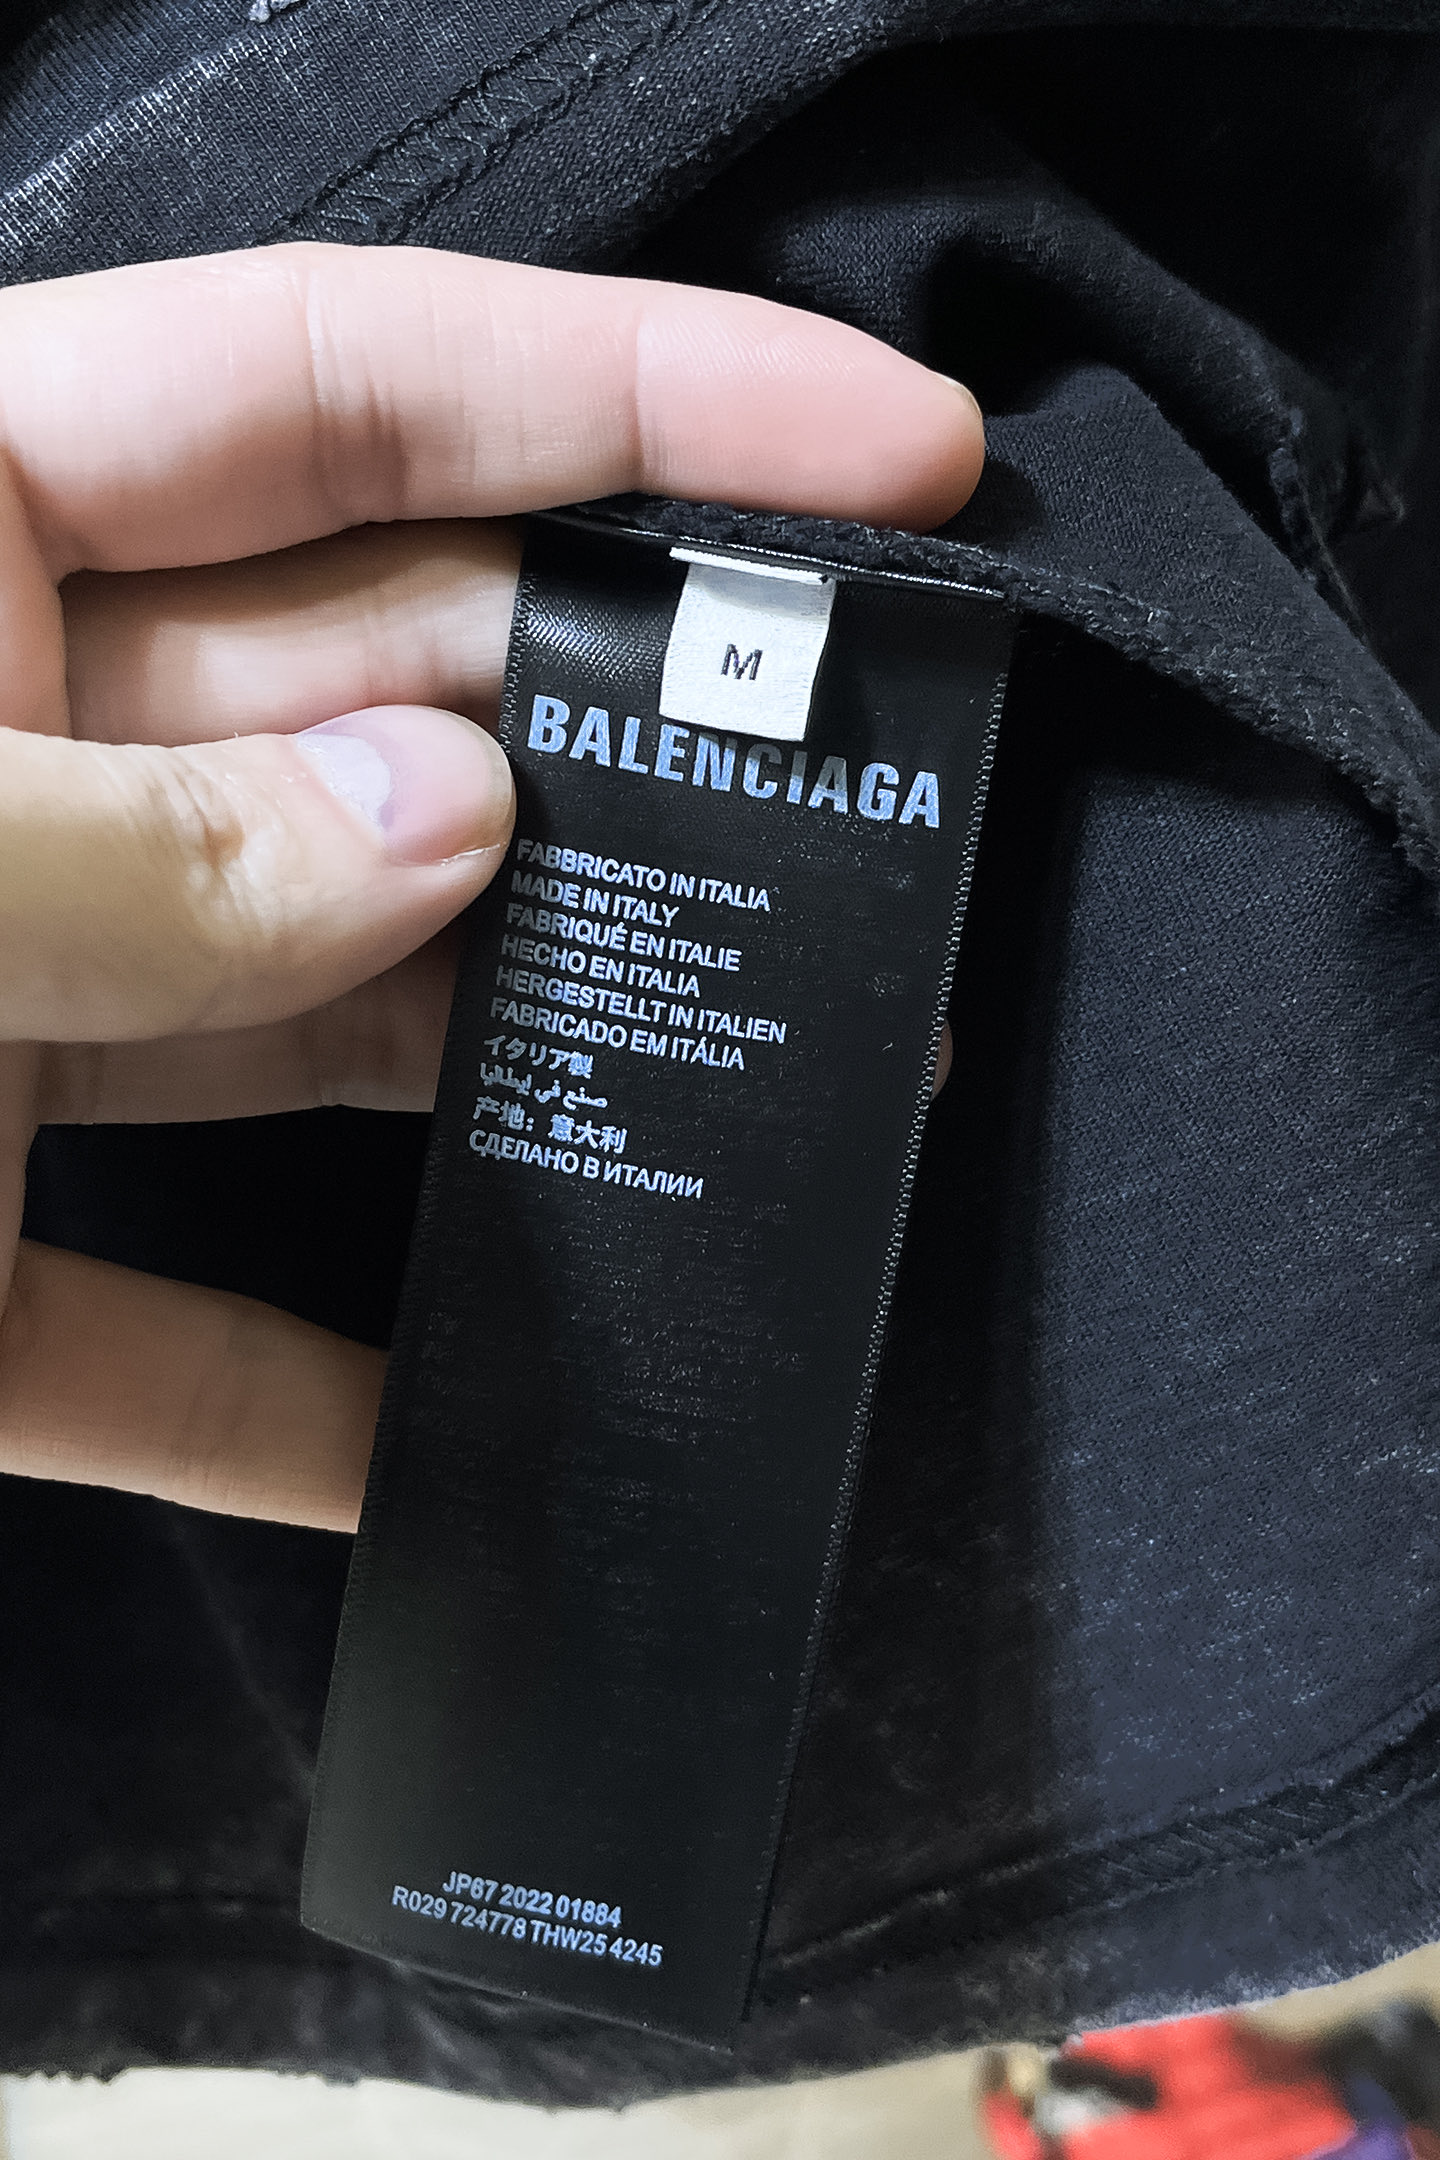 M
BALENCIAGA
FABBRICATO IN ITALIA
MADE IN ITALY
FABRIQUÉ EN ITALIE
HECHO EN ITALIA
HERGESTELLT IN ITALIEN
FABRICADO EM ITÁLIA
イタリア製
صنع في إيطاليا
产地：意大利
СДЕЛАНО В ИТАЛИИ
JP67 2022 01884
R029 724778 THW25 4245